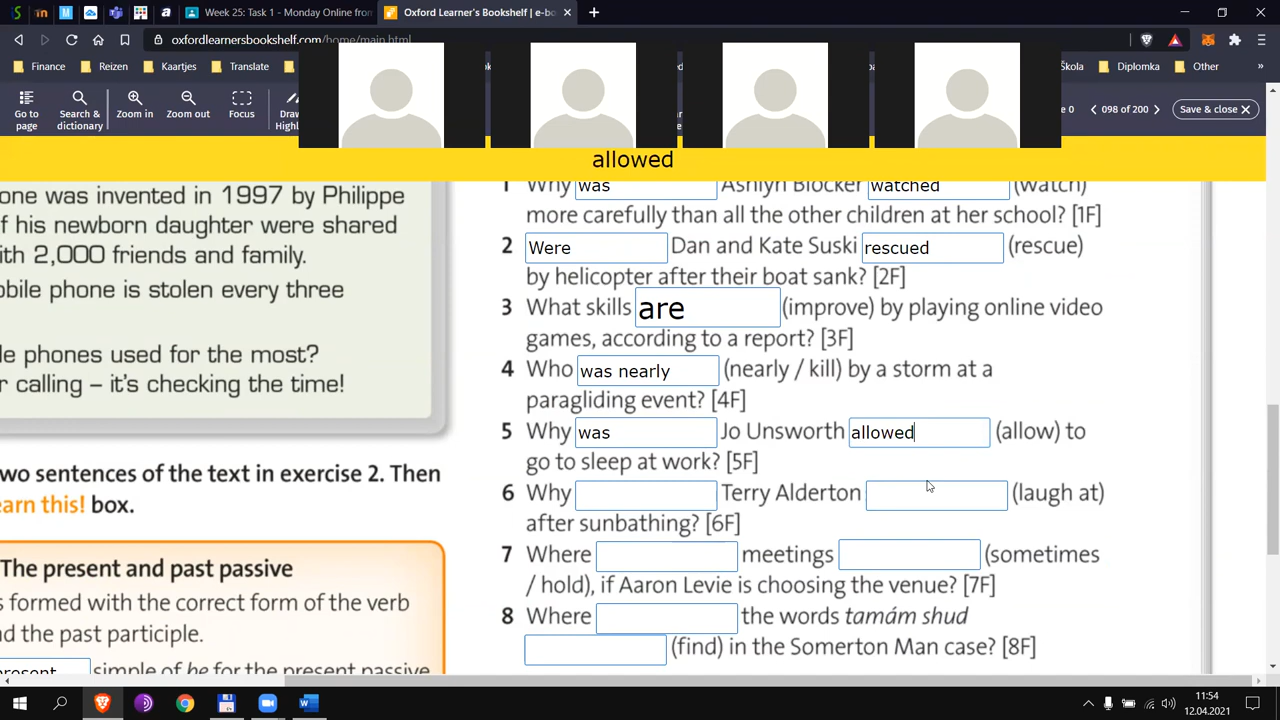 Week 25: Task 1 - Monday Online from
Oxford Learner's Bookshelf | e-bo
oxfordlearnersbookshelf.com/home/main.html
Finance
Reizen
Kaartjes
Translate
Škola
Diplomka
Other
Go to page
Search & dictionary
Zoom in
Zoom out
Focus
098 of 200
Save & close
allowed
one was invented in 1997 by Philippe
of his newborn daughter were shared
ith 2,000 friends and family.
obile phone is stolen every three
le phones used for the most?
r calling – it's checking the time!
wo sentences of the text in exercise 2. Then
earn this! box.
The present and past passive
s formed with the correct form of the verb
nd the past participle.
present simple of be for the present passive
1 Why was Ashlyn Blocker watched (watch)
more carefully than all the other children at her school? [1F]
2 Were Dan and Kate Suski rescued (rescue)
by helicopter after their boat sank? [2F]
3 What skills are (improve) by playing online video
games, according to a report? [3F]
4 Who was nearly (nearly / kill) by a storm at a
paragliding event? [4F]
5 Why was Jo Unsworth allowed (allow) to
go to sleep at work? [5F]
6 Why Terry Alderton (laugh at)
after sunbathing? [6F]
7 Where meetings (sometimes
/ hold), if Aaron Levie is choosing the venue? [7F]
8 Where the words tamám shud
(find) in the Somerton Man case? [8F]
11:54
12.04.2021